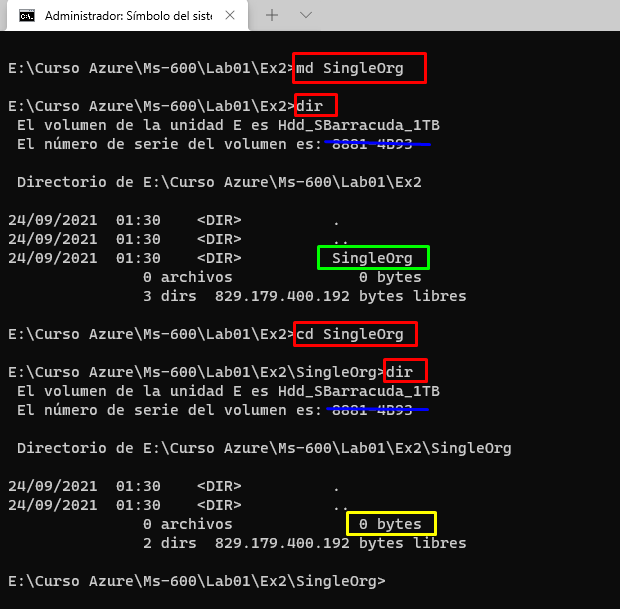 Administrador: Símbolo del siste
E:\Curso Azure\Ms-600\Lab01\Ex2>md SingleOrg
E:\Curso Azure\Ms-600\Lab01\Ex2>dir
El volumen de la unidad E es Hdd_SBarracuda_1TB
El número de serie del volumen es: 8881-4B93
Directorio de E:\Curso Azure\Ms-600\Lab01\Ex2
24/09/2021  01:30    <DIR>          .
24/09/2021  01:30    <DIR>          ..
24/09/2021  01:30    <DIR>          SingleOrg
0 archivos              0 bytes
3 dirs  829.179.400.192 bytes libres
E:\Curso Azure\Ms-600\Lab01\Ex2>cd SingleOrg
E:\Curso Azure\Ms-600\Lab01\Ex2\SingleOrg>dir
El volumen de la unidad E es Hdd_SBarracuda_1TB
El número de serie del volumen es: 8881-4B93
Directorio de E:\Curso Azure\Ms-600\Lab01\Ex2\SingleOrg
24/09/2021  01:30    <DIR>          .
24/09/2021  01:30    <DIR>          ..
0 archivos              0 bytes
2 dirs  829.179.400.192 bytes libres
E:\Curso Azure\Ms-600\Lab01\Ex2\SingleOrg>